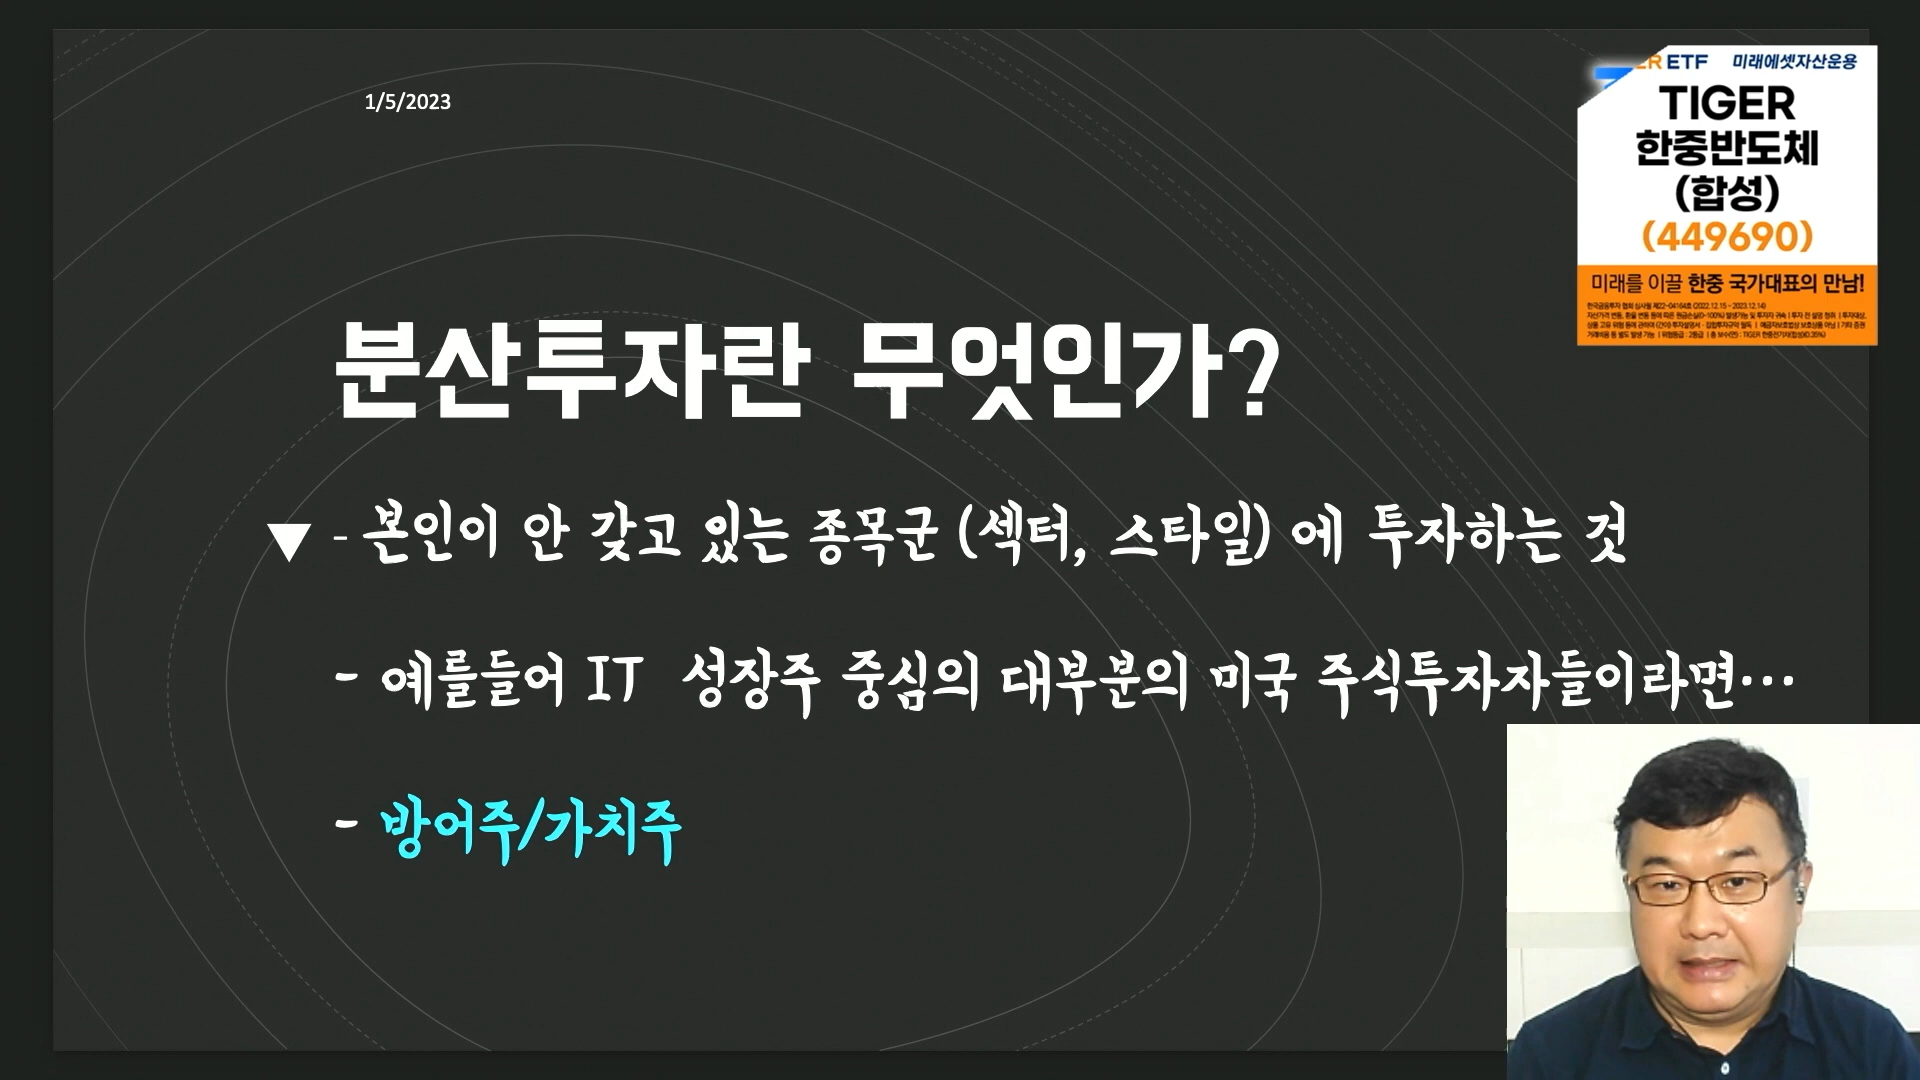 1/5/2023
ER ETF 미래에셋자산운용
TIGER
한중반도체
(합성)
(449690)
미래를 이끌 한중 국가대표의 만남!
분산투자란 무엇인가?
- 본인이 안 갖고 있는 종목군 (섹터, 스타일) 에 투자하는 것
- 예를들어 IT 성장주 중심의 대부분의 미국 주식투자자들이라면...
- 방어주/가치주